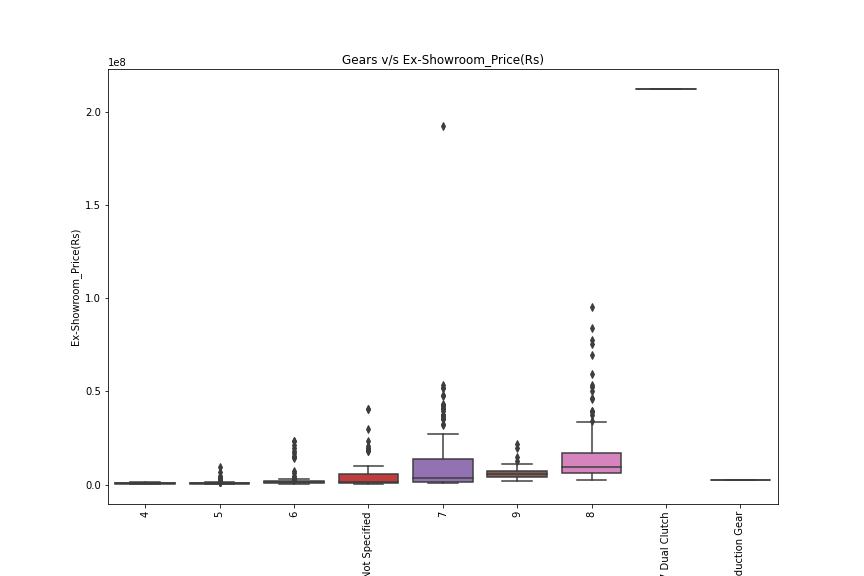 Gears v/s Ex-Showroom_Price(Rs)
1e8
2.0
1.5
1.0
0.5
0.0
Ex-Showroom_Price(Rs)
4
5
6
Not Specified
7
9
8
7 Dual Clutch
duction Gear